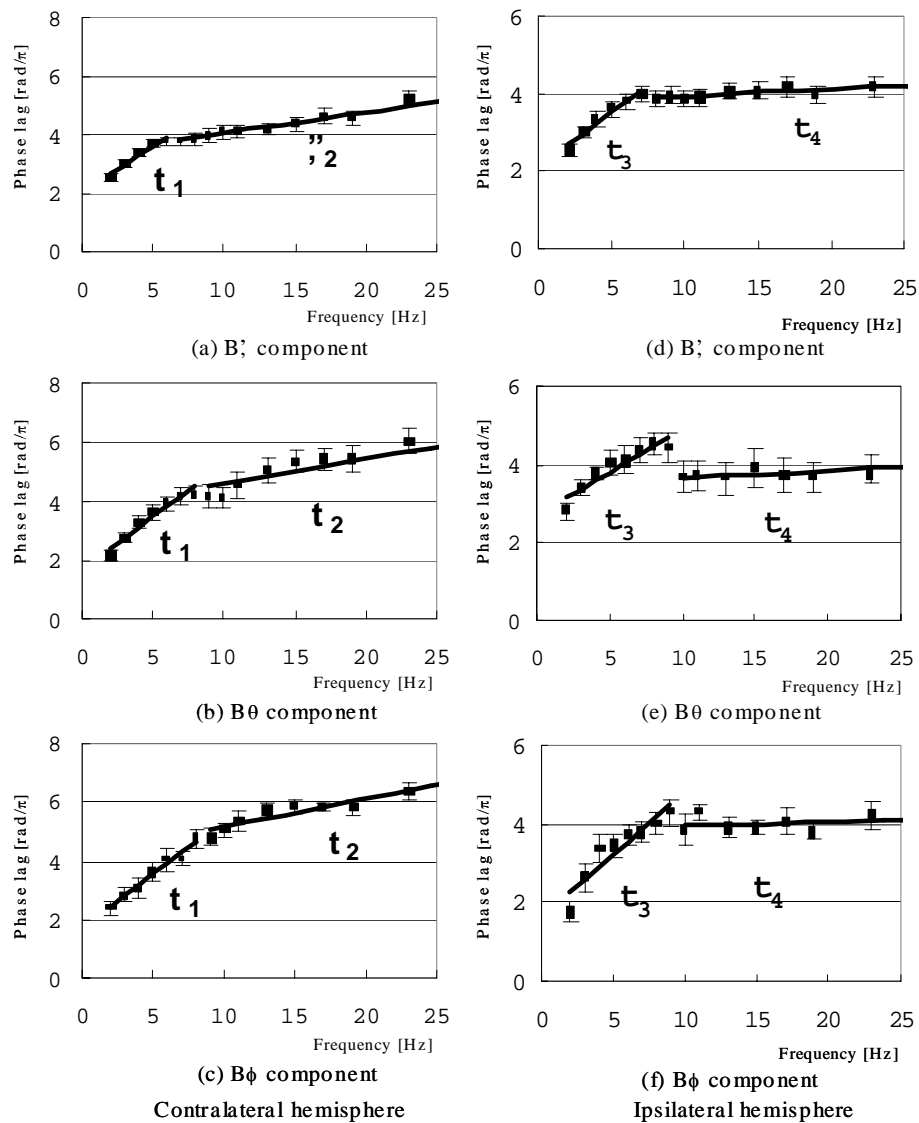 8
6
4
2
0
Phase lag [rad/π]
t1
”,2
0 5 10 15 20 25
Frequency [Hz]
(a) B’; component
6
4
2
0
Phase lag [rad/π]
t3
t4
0 5 10 15 20 25
Frequency [Hz]
(d) B’; component
8
6
4
2
0
Phase lag [rad/π]
t1
t2
0 5 10 15 20 25
Frequency [Hz]
(b) Bθ component
6
4
2
0
Phase lag [rad/π]
t3
t4
0 5 10 15 20 25
Frequency [Hz]
(e) Bθ component
8
6
4
2
0
Phase lag [rad/π]
t1
t2
0 5 10 15 20 25
Frequency [Hz]
(c) Bϕ component
Contralateral hemisphere
6
4
2
0
Phase lag [rad/π]
t3
t4
0 5 10 15 20 25
Frequency [Hz]
(f) Bϕ component
Ipsilateral hemisphere